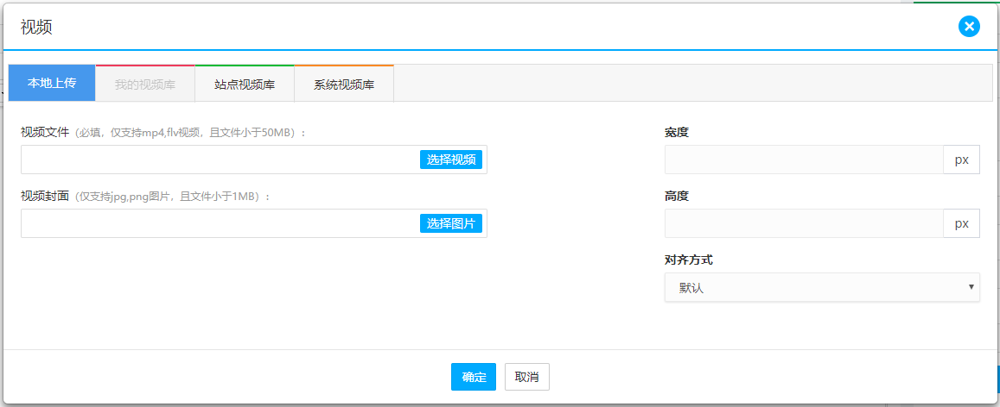 视频
本地上传 我的视频库 站点视频库 系统视频库
视频文件（必填，仅支持mp4,flv视频，且文件小于50MB）：
选择视频
视频封面（仅支持jpg,png图片，且文件小于1MB）：
选择图片
宽度
px
高度
px
对齐方式
默认
确定 取消